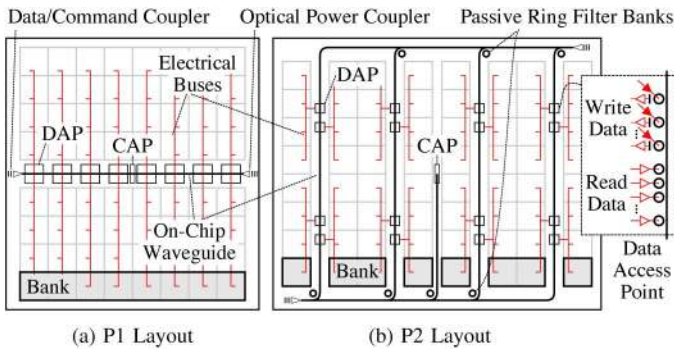 Data/Command Coupler
Optical Power Coupler
Passive Ring Filter Banks
Electrical
Buses
DAP
CAP
On-Chip
Waveguide
Bank
(a) P1 Layout
DAP
CAP
Bank
(b) P2 Layout
Write
Data
Read
Data
Data
Access
Point